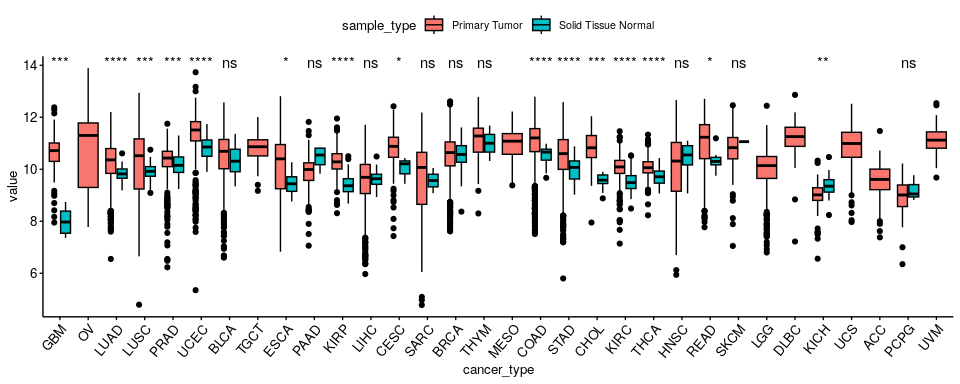 sample_type Primary Tumor Solid Tissue Normal
*** **** *** *** **** ns * ns **** ns * ns ns ns **** **** *** **** **** ns * ns ** ns
14
12
10
8
6
value
GBM OV LUAD LUSC PRAD UCEC BLCA TGCT ESCA PAAD KIRP LIHC CESC SARC BRCA THYM MESO COAD STAD CHOL KIRC THCA HNSC READ SKCM LGG DLBC KICH UCS ACC PCPG UVM
cancer_type